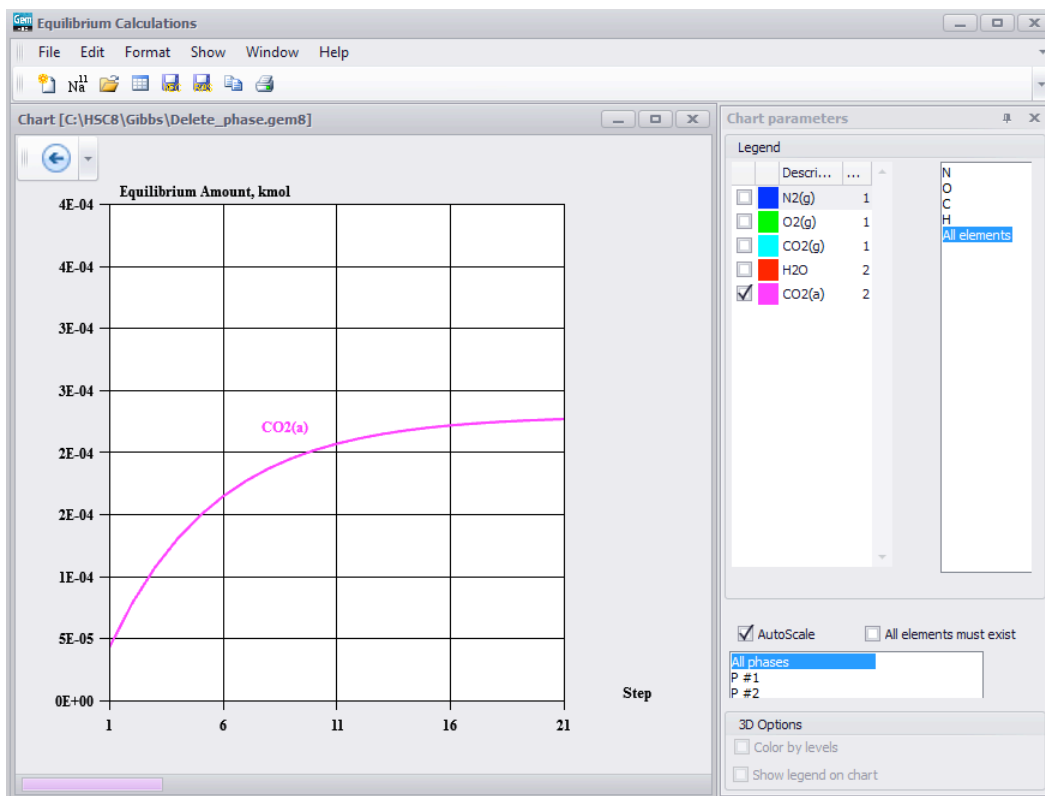 Gem
Equilibrium Calculations
File Edit Format Show Window Help
11
Na
Chart [C:\HSC8\Gibbs\Delete_phase.gem8]
Equilibrium Amount, kmol
4E-04
4E-04
3E-04
3E-04
2E-04
2E-04
1E-04
5E-05
0E+00
CO2(a)
1 6 11 16 21
Step
Chart parameters
Legend
Descri... ...
N2(g) 1
O2(g) 1
CO2(g) 1
H2O 2
CO2(a) 2
N
O
C
H
All elements
AutoScale All elements must exist
All phases
P #1
P #2
3D Options
Color by levels
Show legend on chart